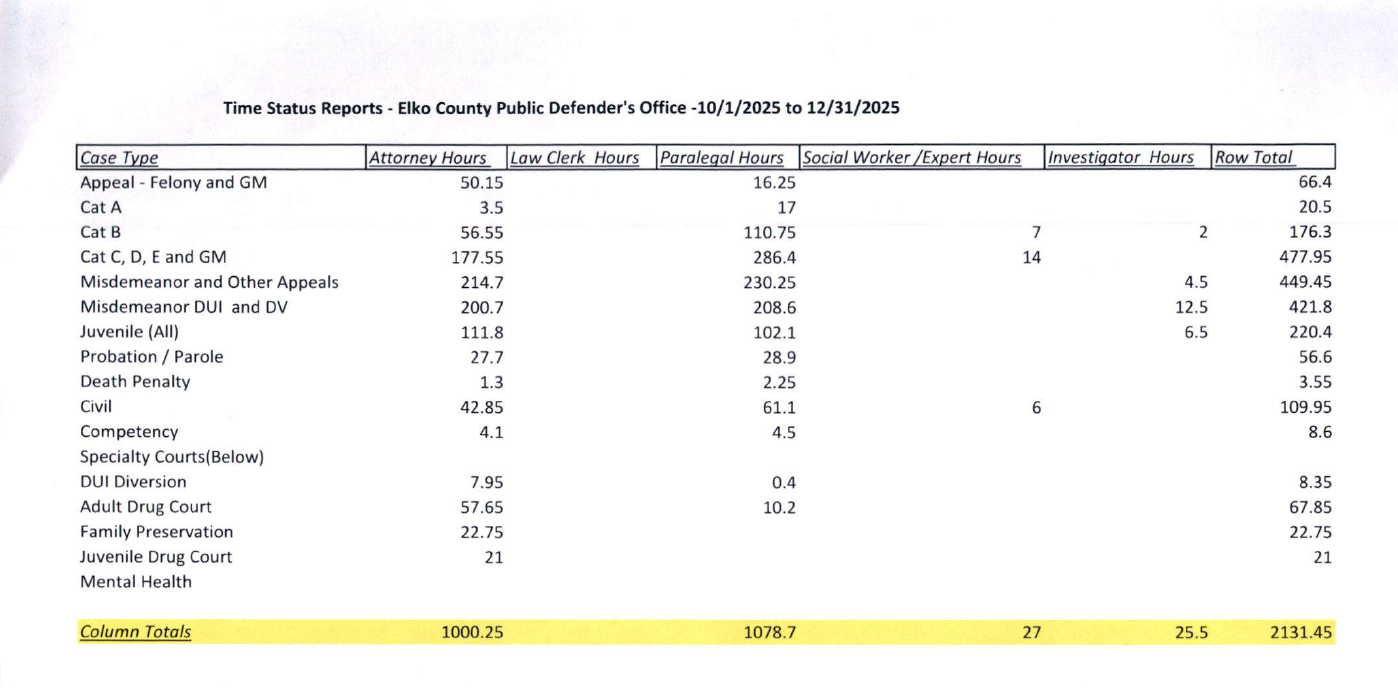 Time Status Reports - Elko County Public Defender's Office -10/1/2025 to 12/31/2025
Case Type Attorney Hours Law Clerk Hours Paralegal Hours Social Worker /Expert Hours Investigator Hours Row Total
Appeal - Felony and GM 50.15 16.25 66.4
Cat A 3.5 17 20.5
Cat B 56.55 110.75 7 2 176.3
Cat C, D, E and GM 177.55 286.4 14 477.95
Misdemeanor and Other Appeals 214.7 230.25 4.5 449.45
Misdemeanor DUI and DV 200.7 208.6 12.5 421.8
Juvenile (All) 111.8 102.1 6.5 220.4
Probation / Parole 27.7 28.9 56.6
Death Penalty 1.3 2.25 3.55
Civil 42.85 61.1 6 109.95
Competency 4.1 4.5 8.6
Specialty Courts(Below)
DUI Diversion 7.95 0.4 8.35
Adult Drug Court 57.65 10.2 67.85
Family Preservation 22.75 22.75
Juvenile Drug Court 21 21
Mental Health
Column Totals 1000.25 1078.7 27 25.5 2131.45